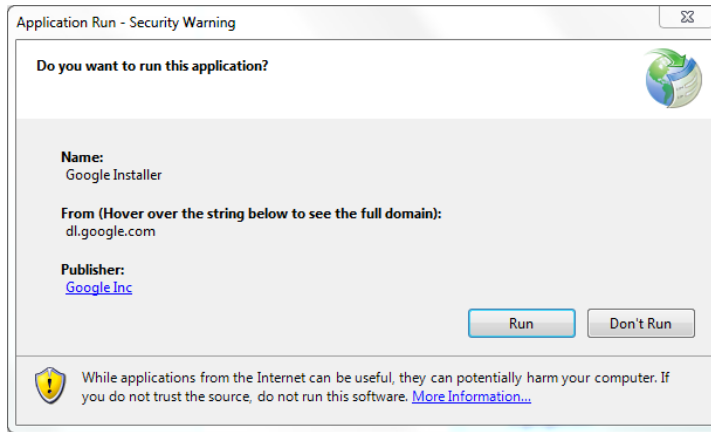 Application Run - Security Warning
Do you want to run this application?
Name:
Google Installer
From (Hover over the string below to see the full domain):
dl.google.com
Publisher:
Google Inc
Run
Don't Run
While applications from the Internet can be useful, they can potentially harm your computer. If
you do not trust the source, do not run this software. More Information...